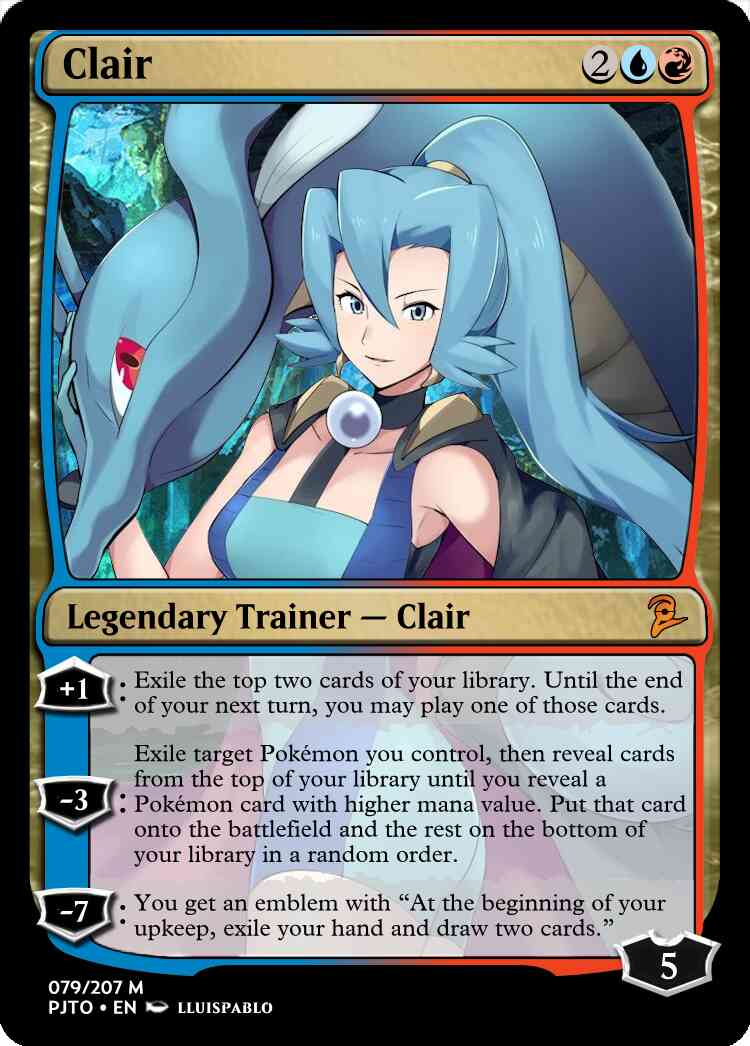 Clair
2
Legendary Trainer — Clair
+1 : Exile the top two cards of your library. Until the end
of your next turn, you may play one of those cards.
Exile target Pokémon you control, then reveal cards
from the top of your library until you reveal a
–3 : Pokémon card with higher mana value. Put that card
onto the battlefield and the rest on the bottom of
your library in a random order.
–7 : You get an emblem with “At the beginning of your
upkeep, exile your hand and draw two cards.”
5
079/207 M
PJTO • EN LLUISPABLO